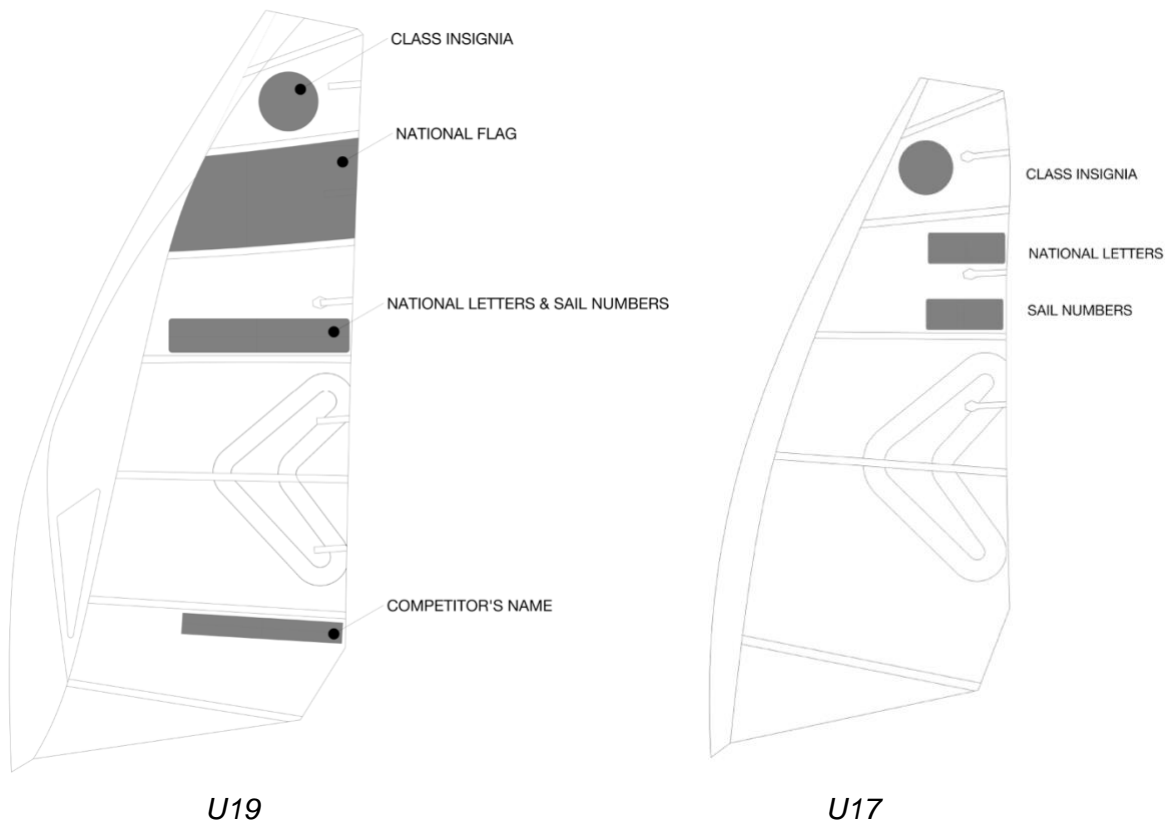 CLASS INSIGNIA
NATIONAL FLAG
NATIONAL LETTERS & SAIL NUMBERS
COMPETITOR'S NAME
U19
CLASS INSIGNIA
NATIONAL LETTERS
SAIL NUMBERS
U17